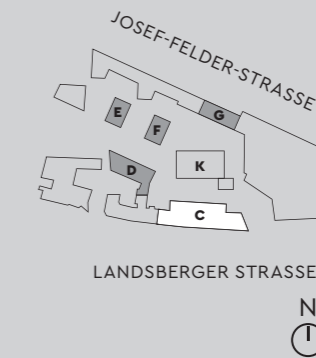 JOSEF-FELDER-STRASSE
E
F
G
D
K
C
LANDSBERGER STRASSE
N